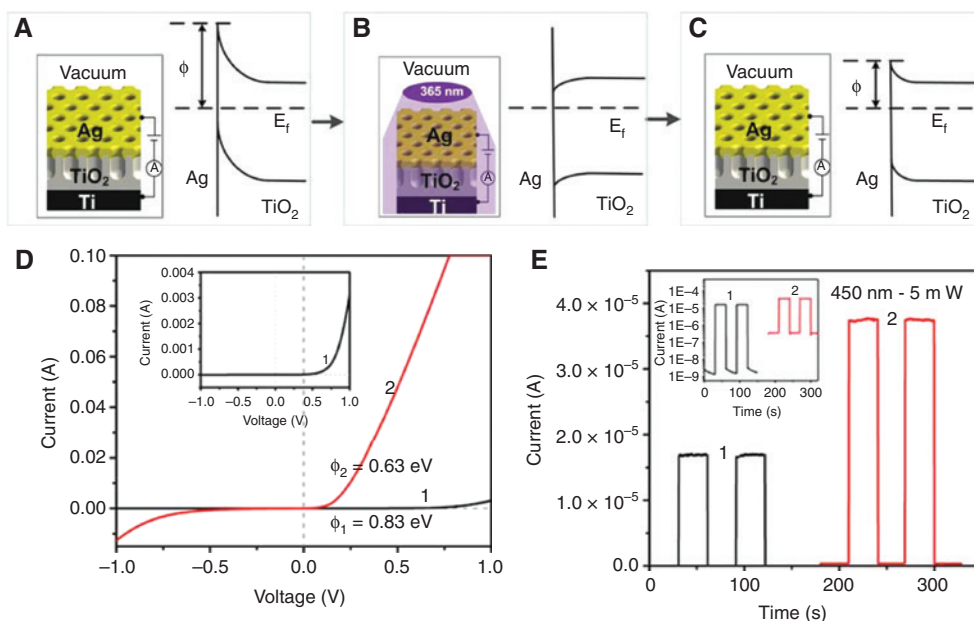 A
Vacuum
Ag
TiO2
Ti
A
ϕ
Ef
Ag
TiO2
B
Vacuum
365 nm
Ag
TiO2
Ti
A
Ef
Ag
TiO2
C
Vacuum
Ag
TiO2
Ti
A
ϕ
Ef
Ag
TiO2
D
Current (A)
0.10
0.08
0.06
0.04
0.02
0.00
−1.0
−0.5
0.0
0.5
1.0
Voltage (V)
Current (A)
0.004
0.003
0.002
0.001
0.000
1
−1.0
−0.5
0.0
0.5
1.0
Voltage (V)
2
ϕ2 = 0.63 eV
1
ϕ1 = 0.83 eV
E
Current (A)
4.0 × 10−5
3.0 × 10−5
2.0 × 10−5
1.0 × 10−5
0.0
0
100
200
300
Time (s)
450 nm - 5 m W
1
2
Current (A)
1E−4
1E−5
1E−6
1E−7
1E−8
1E−9
1
2
0
100
200
300
Time (s)